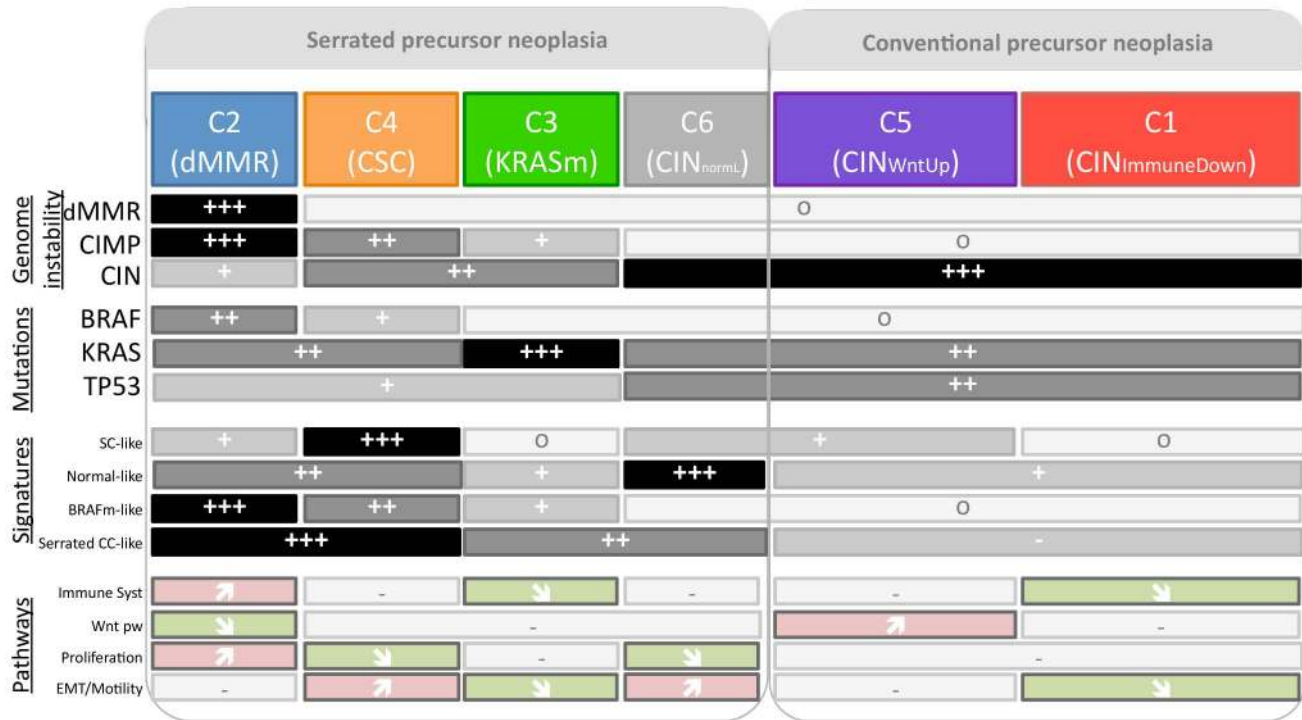 Serrated precursor neoplasia Conventional precursor neoplasia
C2 C4 C3 C6 C5 C1
(dMMR) (CSC) (KRASm) (CINnormL) (CINWntUp) (CINImmuneDown)
Genome instability
dMMR +++ O
CIMP +++ ++ + O
CIN + ++ +++
Mutations
BRAF ++ + O
KRAS ++ +++ ++
TP53 + ++
Signatures
SC-like + +++ O + O
Normal-like ++ + +++ +
BRAFm-like +++ ++ + O
Serrated CC-like +++ ++ -
Pathways
Immune Syst - - -
Wnt pw - -
Proliferation - -
EMT/Motility - -